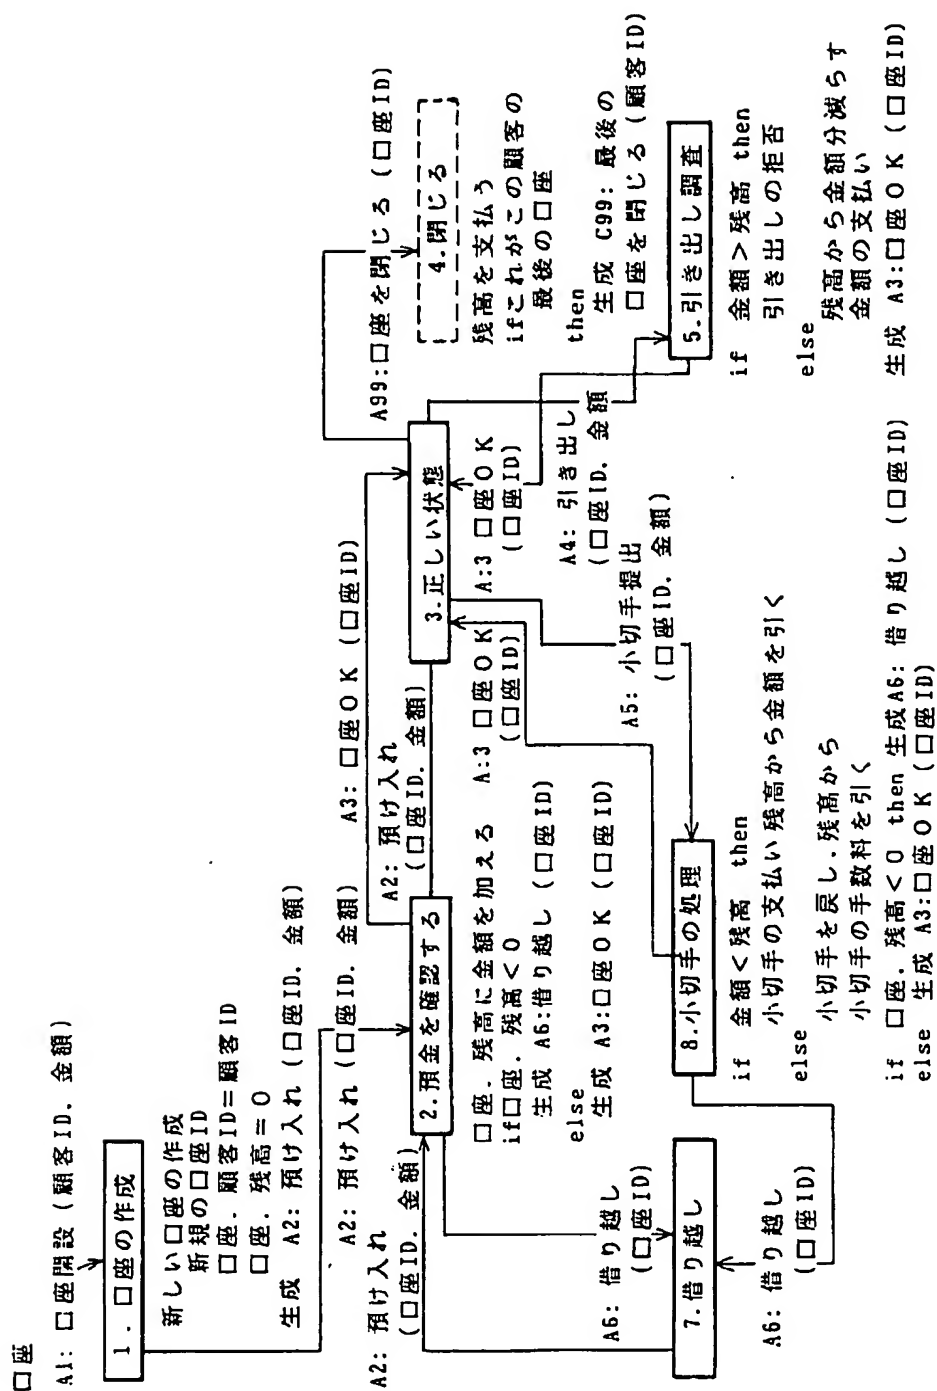 口座
A1: 口座開設 (顧客ID. 金額)
1. 口座の作成
新しい口座の作成
新規の口座ID
口座. 顧客ID=顧客ID
口座. 残高=0
生成 A2: 預け入れ (口座ID. 金額)
A2: 預け入れ (口座ID. 金額)
A2: 預け入れ
(口座ID. 金額)
2.預金を確認する
口座. 残高に金額を加える
if口座. 残高<0
生成 A6:借り越し (口座ID)
else
生成 A3:口座OK (口座ID)
A3: 口座OK (口座ID)
A2: 預け入れ
(口座ID. 金額)
3.正しい状態
A99:口座を閉じる (口座ID)
4.閉じる
残高を支払う
ifこれがこの顧客の
最後の口座
then
生成 C99: 最後の
口座を閉じる (顧客ID)
A:3 口座OK
(口座ID)
A:3 口座OK
(口座ID)
A4: 引き出し
(口座ID. 金額
A5: 小切手提出
(口座ID. 金額)
5.引き出し調査
if 金額>残高 then
引き出しの拒否
else
残高から金額分減らす
金額の支払い
生成 A3:口座OK (口座ID)
A6: 借り越し
(口座ID)
7.借り越し
A6: 借り越し
(口座ID)
8.小切手の処理
if 金額<残高 then
小切手の支払い残高から金額を引く
else
小切手を戻し.残高から
小切手の手数料を引く
if 口座. 残高<0 then 生成A6: 借り越し (口座ID)
else 生成 A3:口座OK (口座ID)